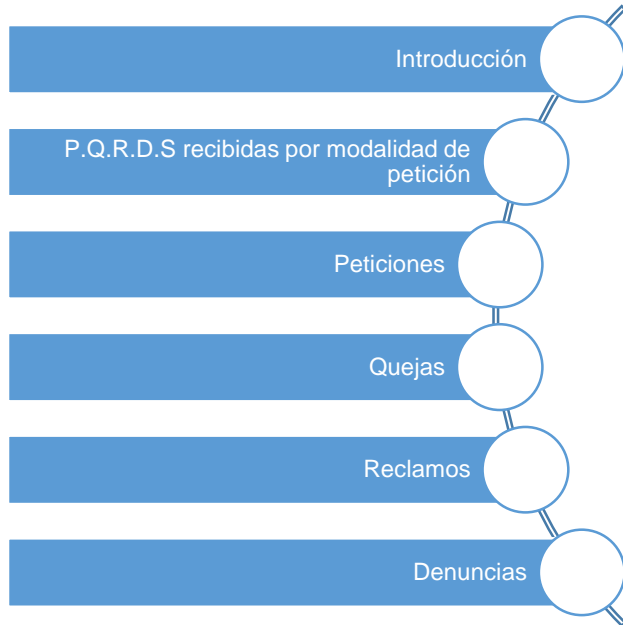 Introducción
P.Q.R.D.S recibidas por modalidad de
petición
Peticiones
Quejas
Reclamos
Denuncias